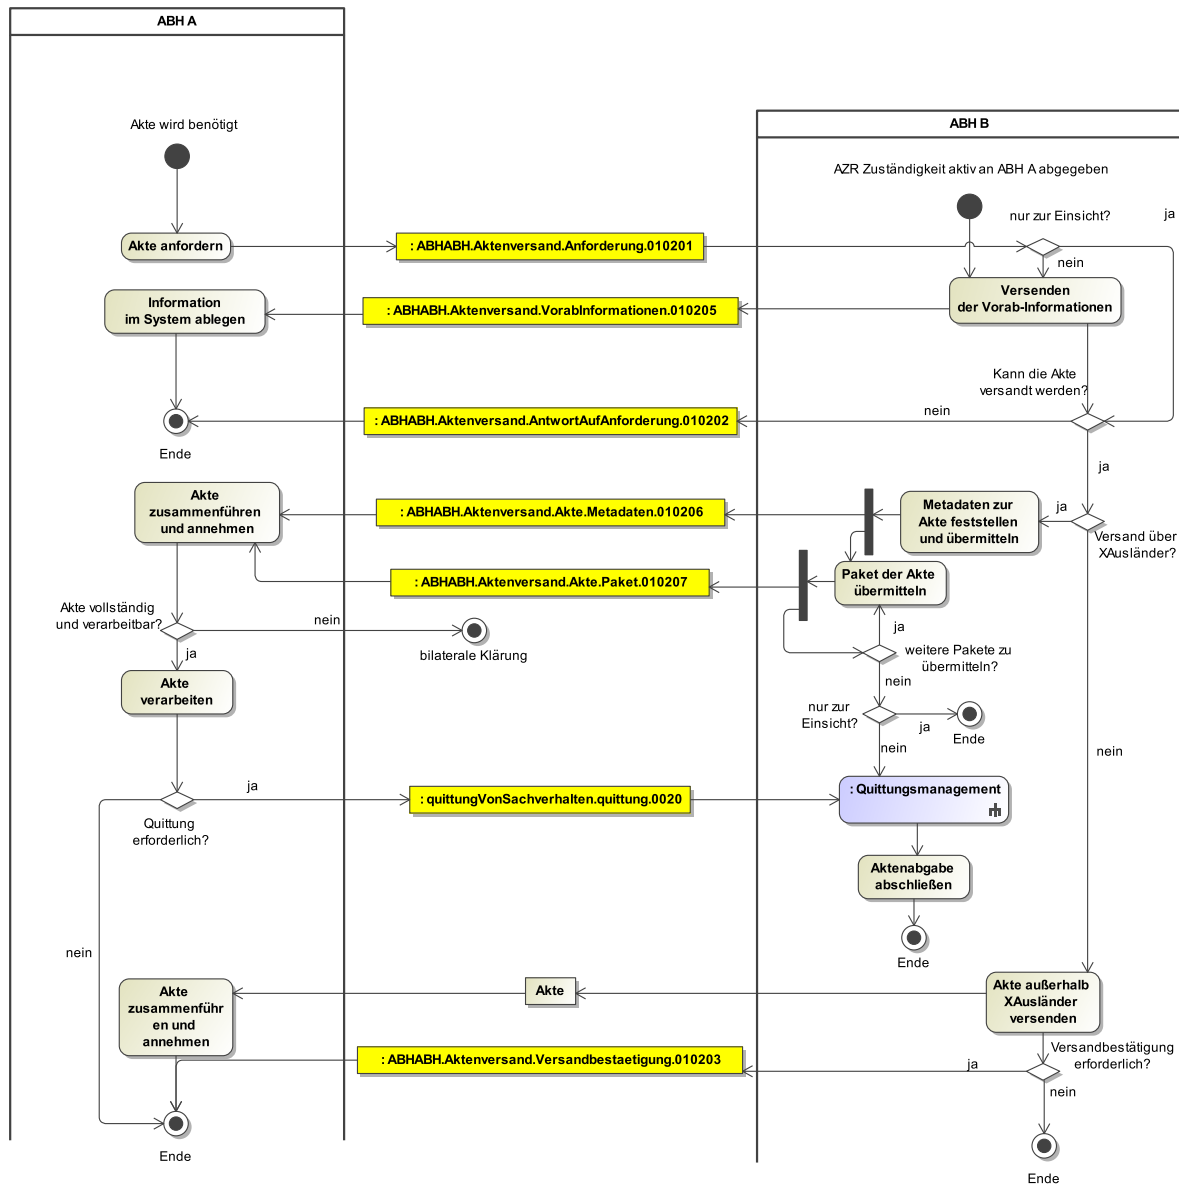 ABH A
ABH B
Akte wird benötigt
AZR Zuständigkeit aktiv an ABH A abgegeben
nur zur Einsicht?
ja
Akte anfordern
: ABHABH.Aktenversand.Anforderung.010201
nein
Information
im System ablegen
: ABHABH.Aktenversand.VorabInformationen.010205
Versenden
der Vorab-Informationen
Kann die Akte
versandt werden?
nein
: ABHABH.Aktenversand.AntwortAufAnforderung.010202
Ende
ja
Akte
zusammenführen
und annehmen
: ABHABH.Aktenversand.Akte.Metadaten.010206
Metadaten zur
Akte feststellen
und übermitteln
ja
Versand über
XAusländer?
: ABHABH.Aktenversand.Akte.Paket.010207
Paket der Akte
übermitteln
Akte vollständig
und verarbeitbar?
nein
ja
bilaterale Klärung
ja
weitere Pakete zu
übermitteln?
nein
Akte
verarbeiten
nur zur
Einsicht?
ja
Ende
nein
nein
ja
: quittungVonSachverhalten.quittung.0020
: Quittungsmanagement
Quittung
erforderlich?
Aktenabgabe
abschließen
nein
Ende
Akte
zusammenführ
en und
annehmen
Akte
Akte außerhalb
XAusländer
versenden
: ABHABH.Aktenversand.Versandbestaetigung.010203
ja
Versandbestätigung
erforderlich?
nein
Ende
Ende